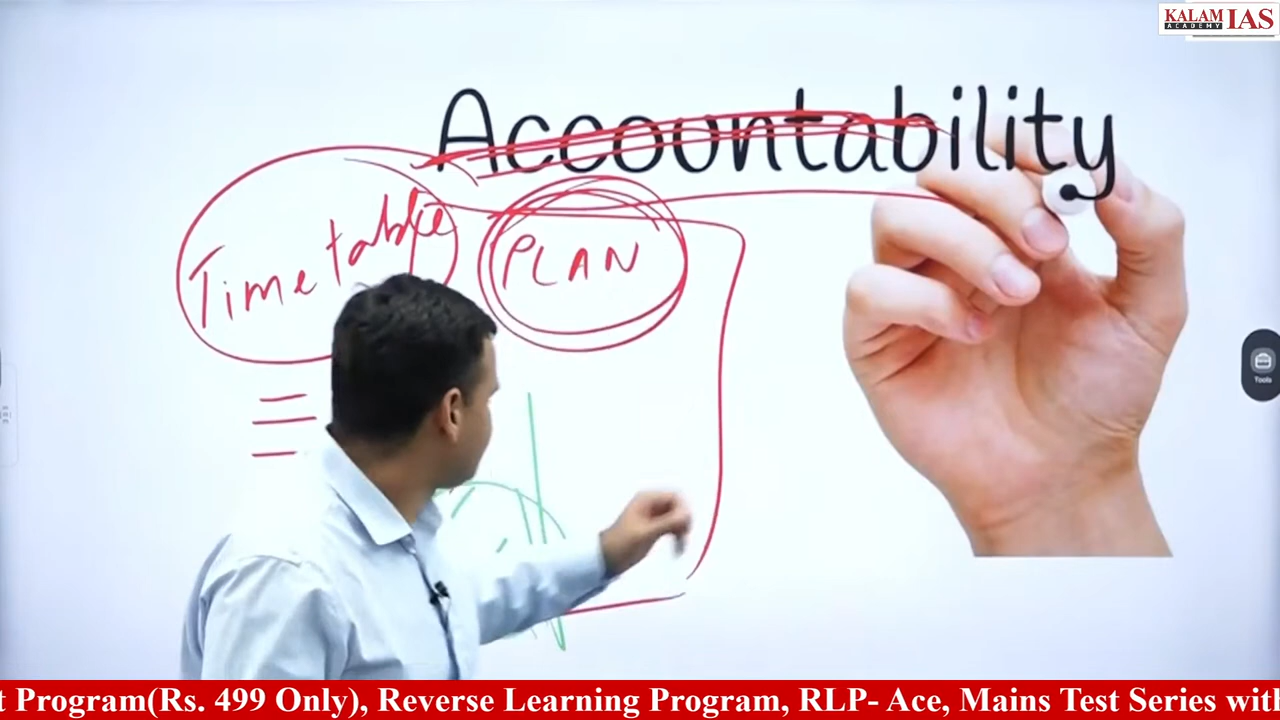 KALAM IAS
ACADEMY
Accountability
Timetable
PLAN
Tools
t Program(Rs. 499 Only), Reverse Learning Program, RLP- Ace, Mains Test Series with